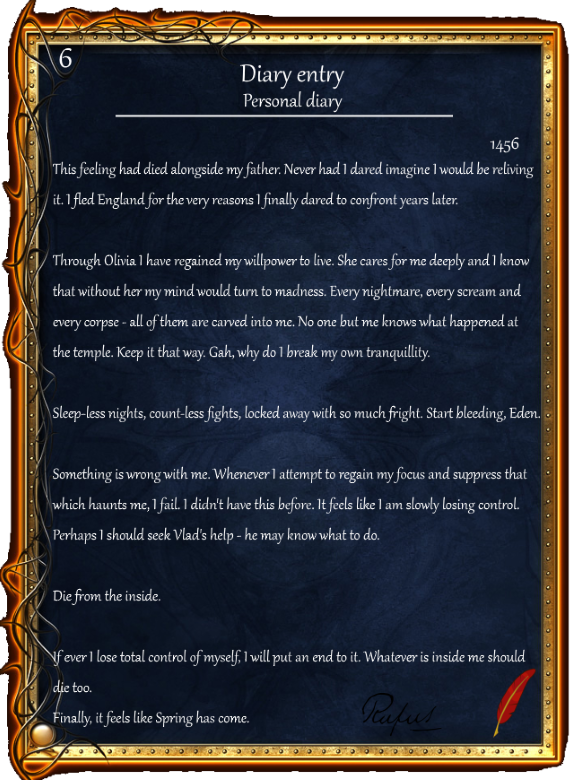 6
Diary entry
Personal diary
1456
This feeling had died alongside my father. Never had I dared imagine I would be reliving
it. I fled England for the very reasons I finally dared to confront years later.
Through Olivia I have regained my willpower to live. She cares for me deeply and I know
that without her my mind would turn to madness. Every nightmare, every scream and
every corpse - all of them are carved into me. No one but me knows what happened at
the temple. Keep it that way. Gah, why do I break my own tranquillity.
Sleep-less nights, count-less fights, locked away with so much fright. Start bleeding, Eden.
Something is wrong with me. Whenever I attempt to regain my focus and suppress that
which haunts me, I fail. I didn't have this before. It feels like I am slowly losing control.
Perhaps I should seek Vlad's help - he may know what to do.
Die from the inside.
If ever I lose total control of myself, I will put an end to it. Whatever is inside me should
die too.
Finally, it feels like Spring has come.
Rufus